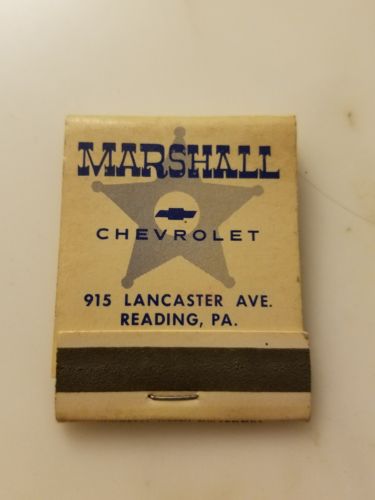 MARSHALL
CHEVROLET
915 LANCASTER AVE.
READING, PA.